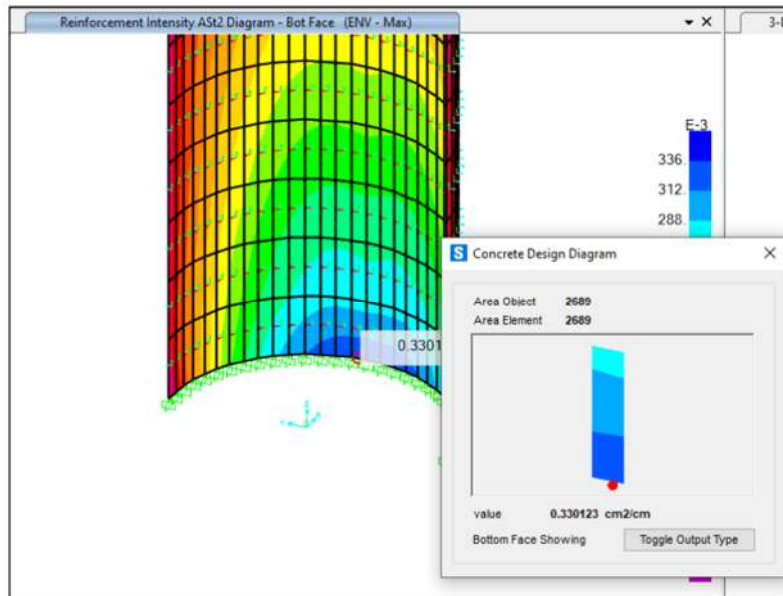 Reinforcement Intensity ASt2 Diagram - Bot Face (ENV - Max)
E-3
336.
312.
288.
0.3301
Concrete Design Diagram
Area Object 2689
Area Element 2689
value 0.330123 cm2/cm
Bottom Face Showing
Toggle Output Type